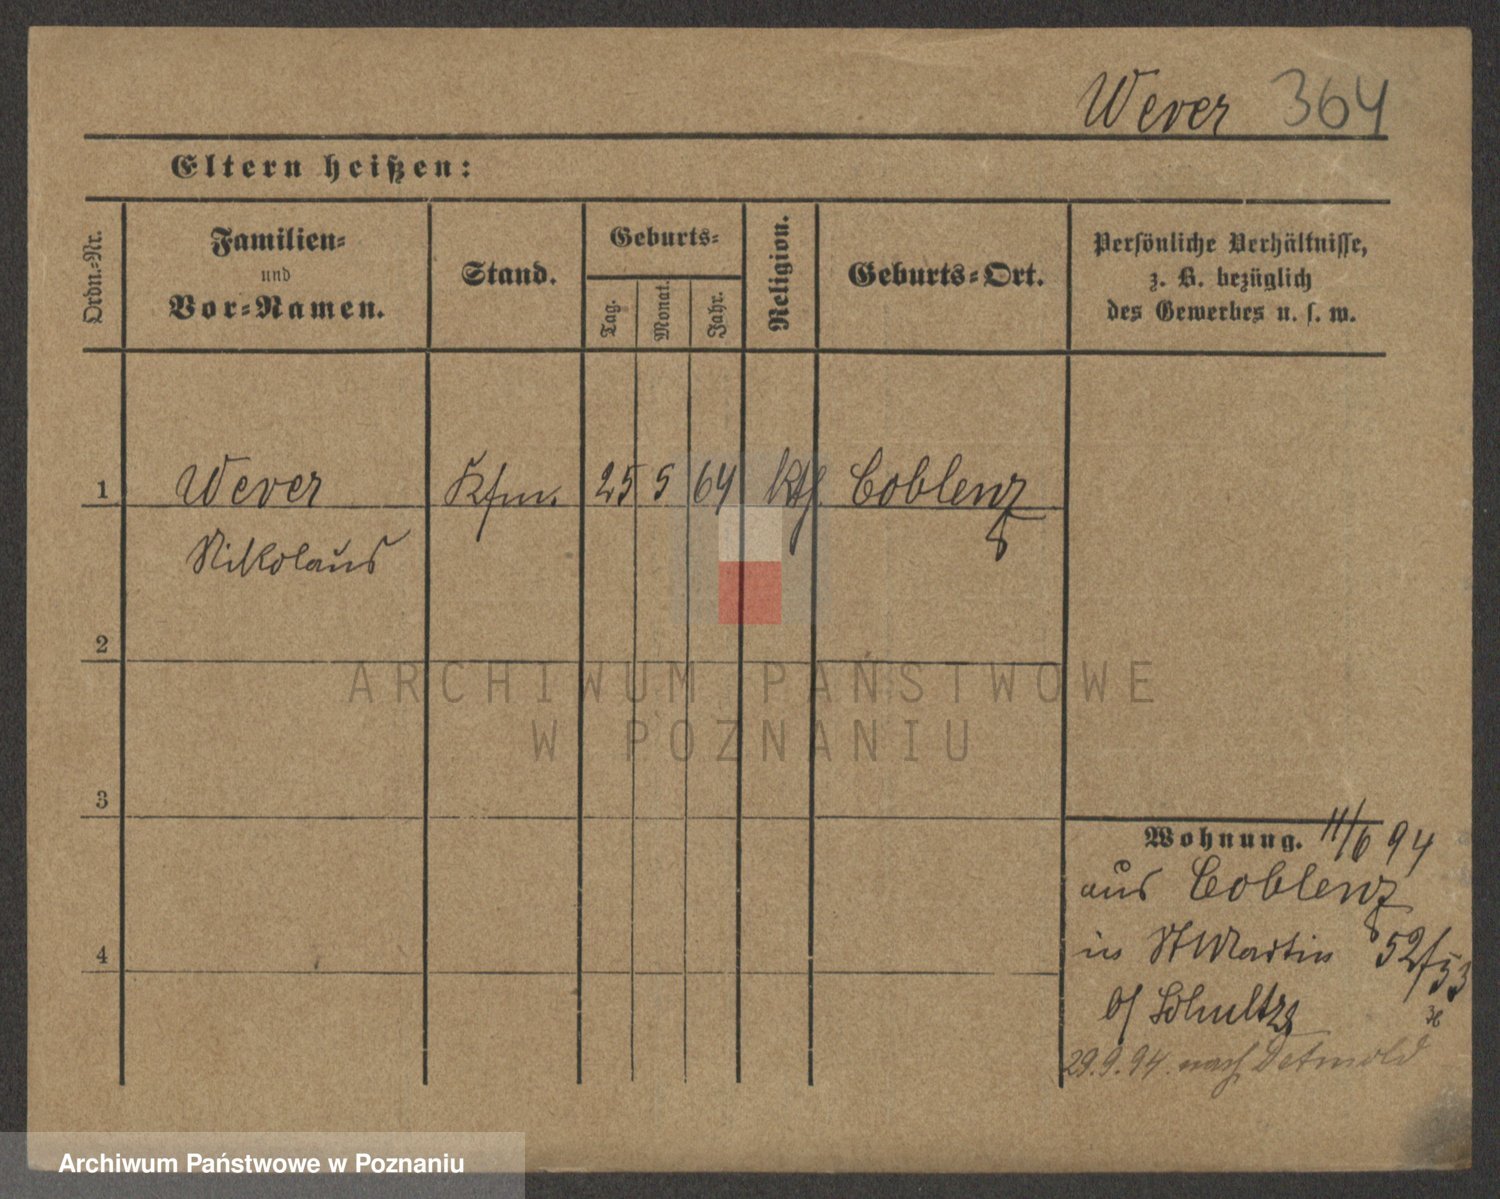 Wever 364
Eltern heißen:
Ordn.-Nr.
Familien-
und
Vor-Namen.
Stand.
Geburts-
Tag.
Monat.
Jahr.
Religion.
Geburts-Ort.
Persönliche Verhältnisse,
z. B. bezüglich
des Gewerbes u. s. w.
1 Wever Kfm. 25 5 64 kth. Coblenz
Nikolaus
2
ARCHIWUM PAŃSTWOWE
W POZNANIU
3
Wohnung. 11/6 94
aus Coblenz
4
in St Martin 52/53
b/ Schultz
29.9.94. nach Detmold
Archiwum Państwowe w Poznaniu